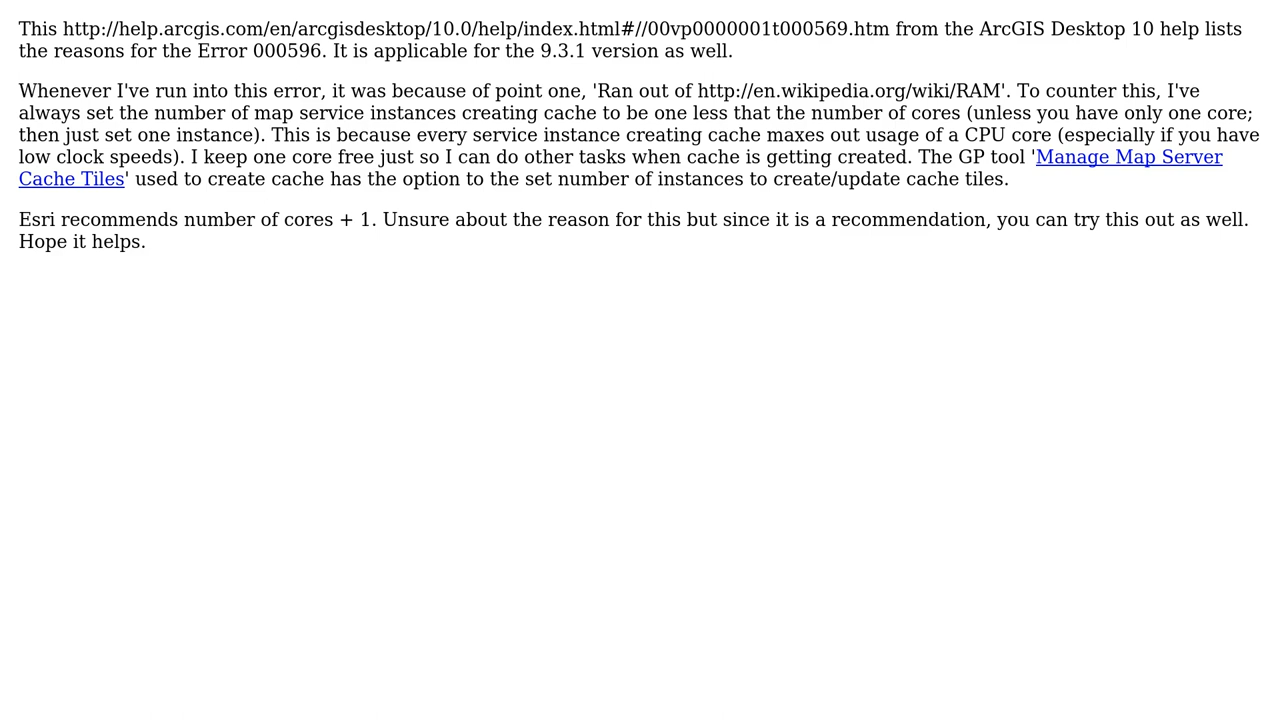 This http://help.arcgis.com/en/arcgisdesktop/10.0/help/index.html#//00vp0000001t000569.htm from the ArcGIS Desktop 10 help lists
the reasons for the Error 000596. It is applicable for the 9.3.1 version as well.
Whenever I've run into this error, it was because of point one, 'Ran out of http://en.wikipedia.org/wiki/RAM'. To counter this, I've
always set the number of map service instances creating cache to be one less that the number of cores (unless you have only one core;
then just set one instance). This is because every service instance creating cache maxes out usage of a CPU core (especially if you have
low clock speeds). I keep one core free just so I can do other tasks when cache is getting created. The GP tool 'Manage Map Server
Cache Tiles' used to create cache has the option to the set number of instances to create/update cache tiles.
Esri recommends number of cores + 1. Unsure about the reason for this but since it is a recommendation, you can try this out as well.
Hope it helps.